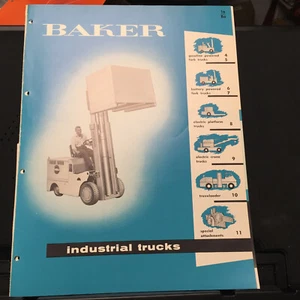 BAKER
gasoline powered 4
fork trucks 5
battery powered 6
fork trucks 7
electric platform
trucks 8
electric crane
trucks 9
traveloader 10
special
attachments 11
industrial trucks